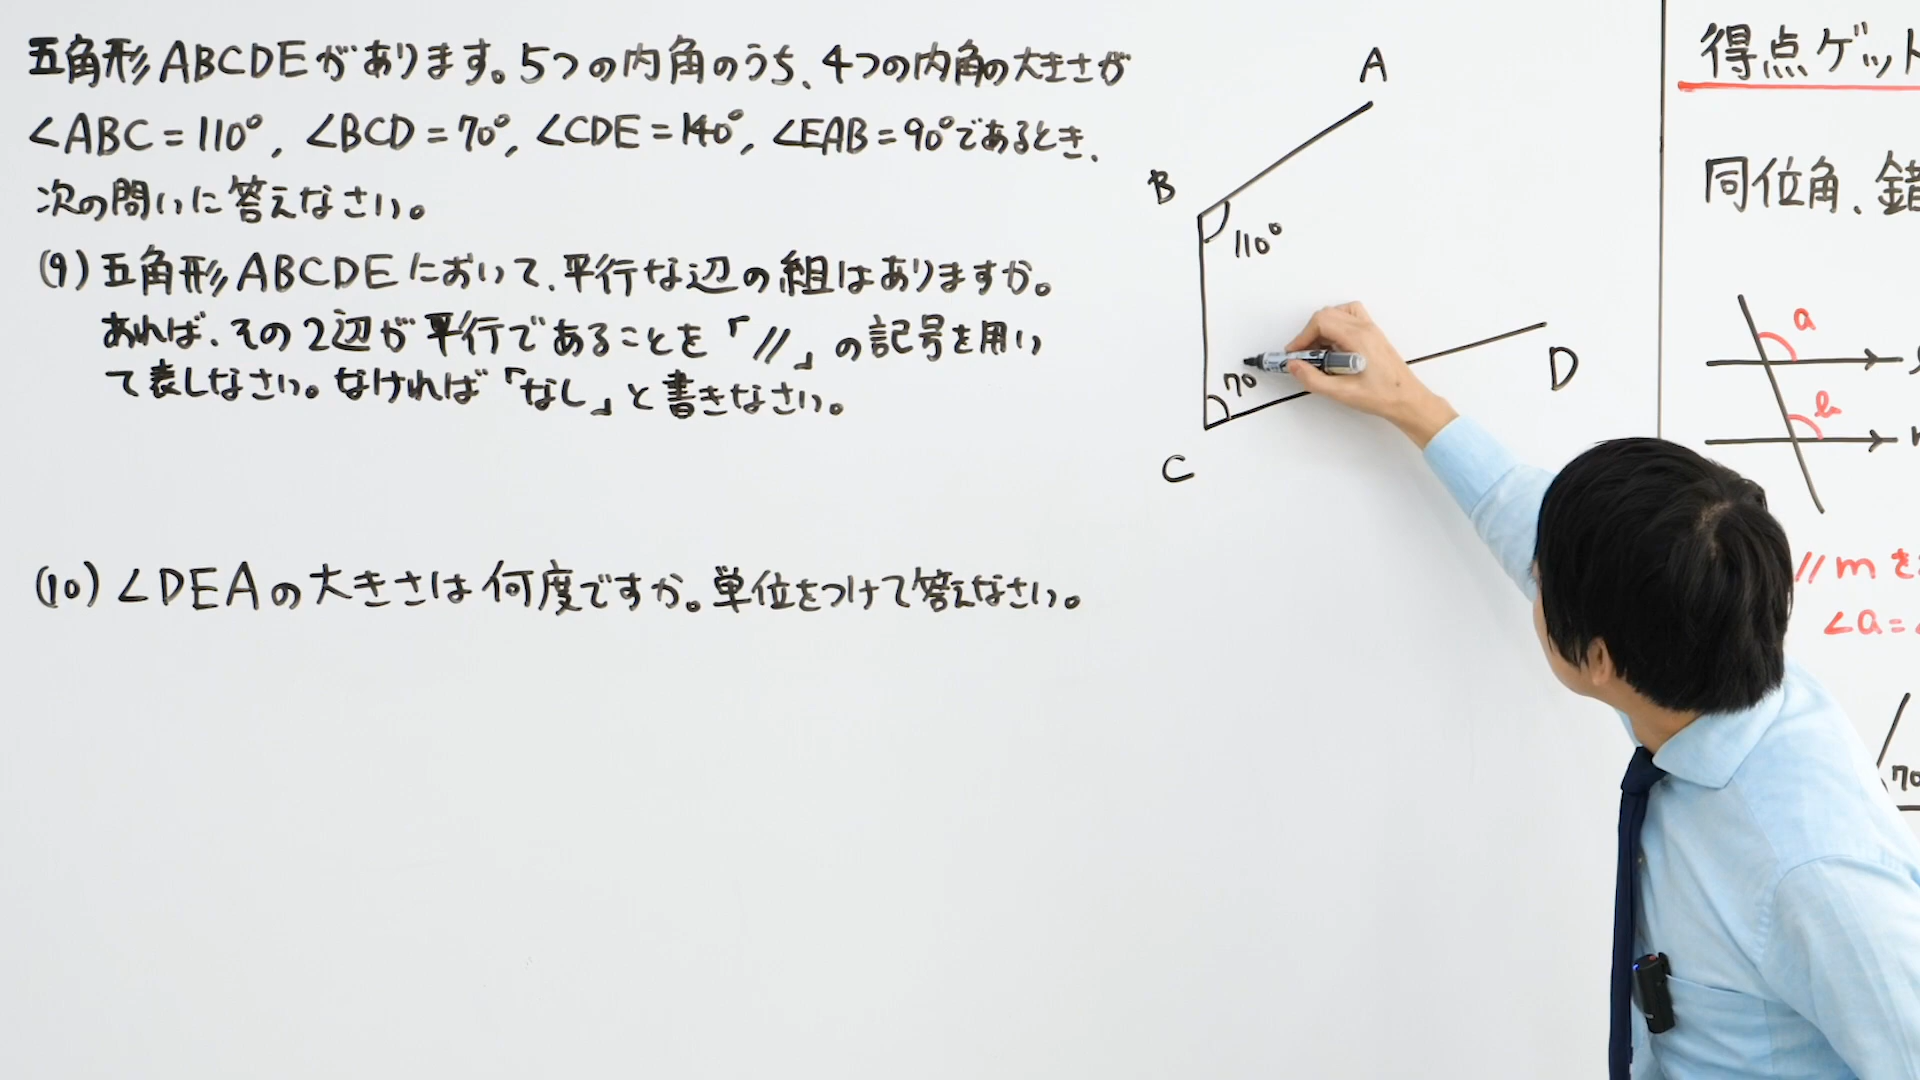 五角形ABCDEがあります。5つの内角のうち、4つの内角の大きさが
∠ABC=110°, ∠BCD=70°, ∠CDE=140°, ∠EAB=90°であるとき、
次の問いに答えなさい。
(9) 五角形ABCDEにおいて、平行な辺の組はありますか。
あれば、その2辺が平行であることを「//」の記号を用い
て表しなさい。なければ「なし」と書きなさい。
(10) ∠DEAの大きさは何度ですか。単位をつけて答えなさい。
A
B
110°
70
D
C
得点ゲット
同位角、錯
a
b
//m を
∠a=
70